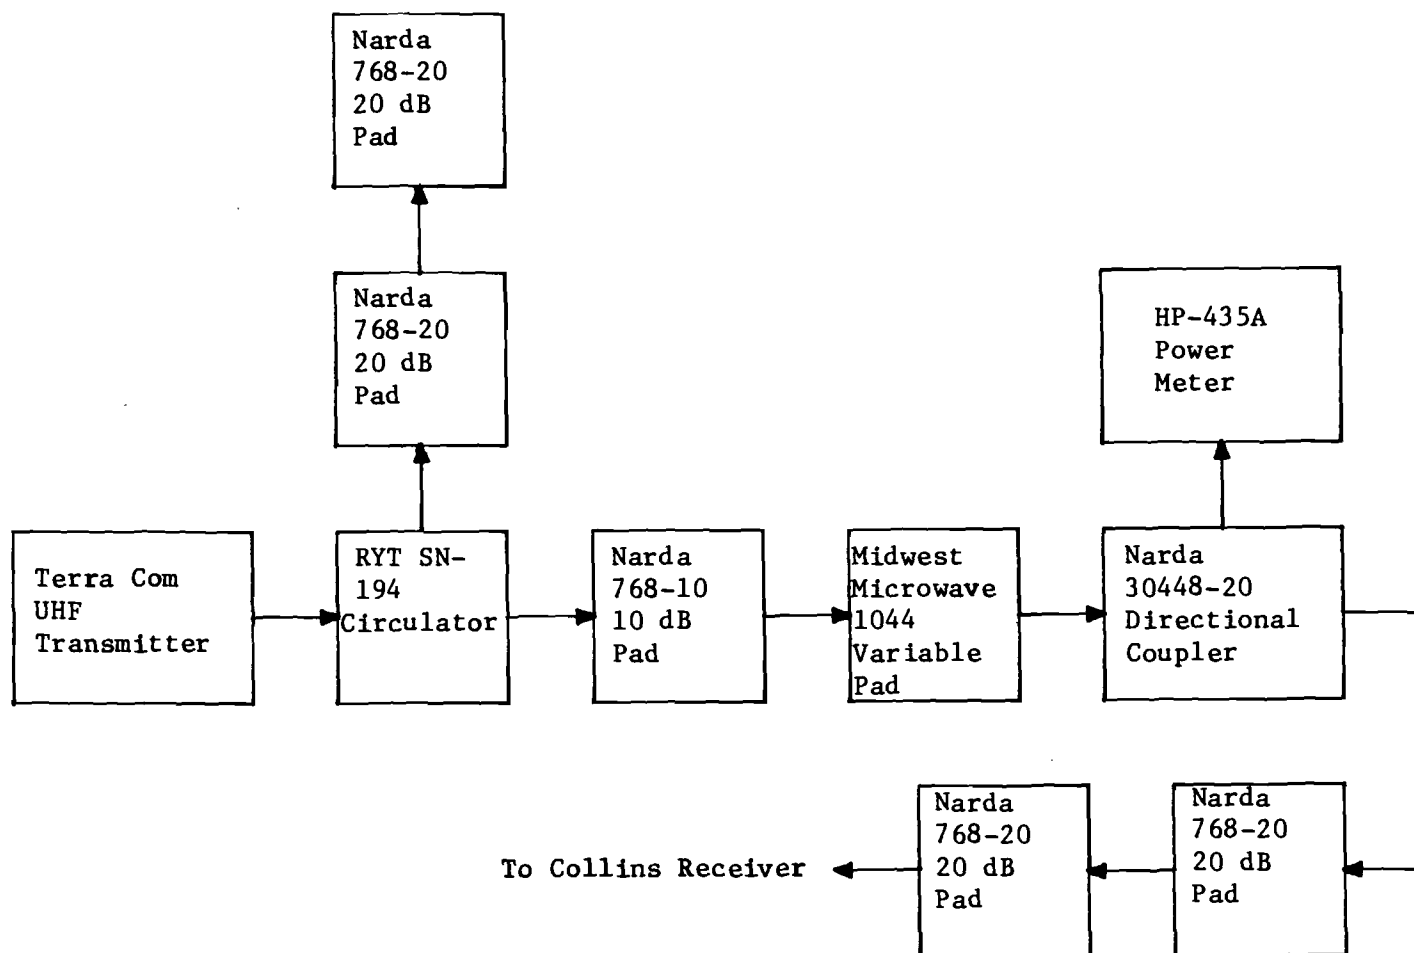 Narda
768-20
20 dB
Pad
Narda
768-20
20 dB
Pad
HP-435A
Power
Meter
Terra Com
UHF
Transmitter
RYT SN-
194
Circulator
Narda
768-10
10 dB
Pad
Midwest
Microwave
1044
Variable
Pad
Narda
30448-20
Directional
Coupler
To Collins Receiver
Narda
768-20
20 dB
Pad
Narda
768-20
20 dB
Pad